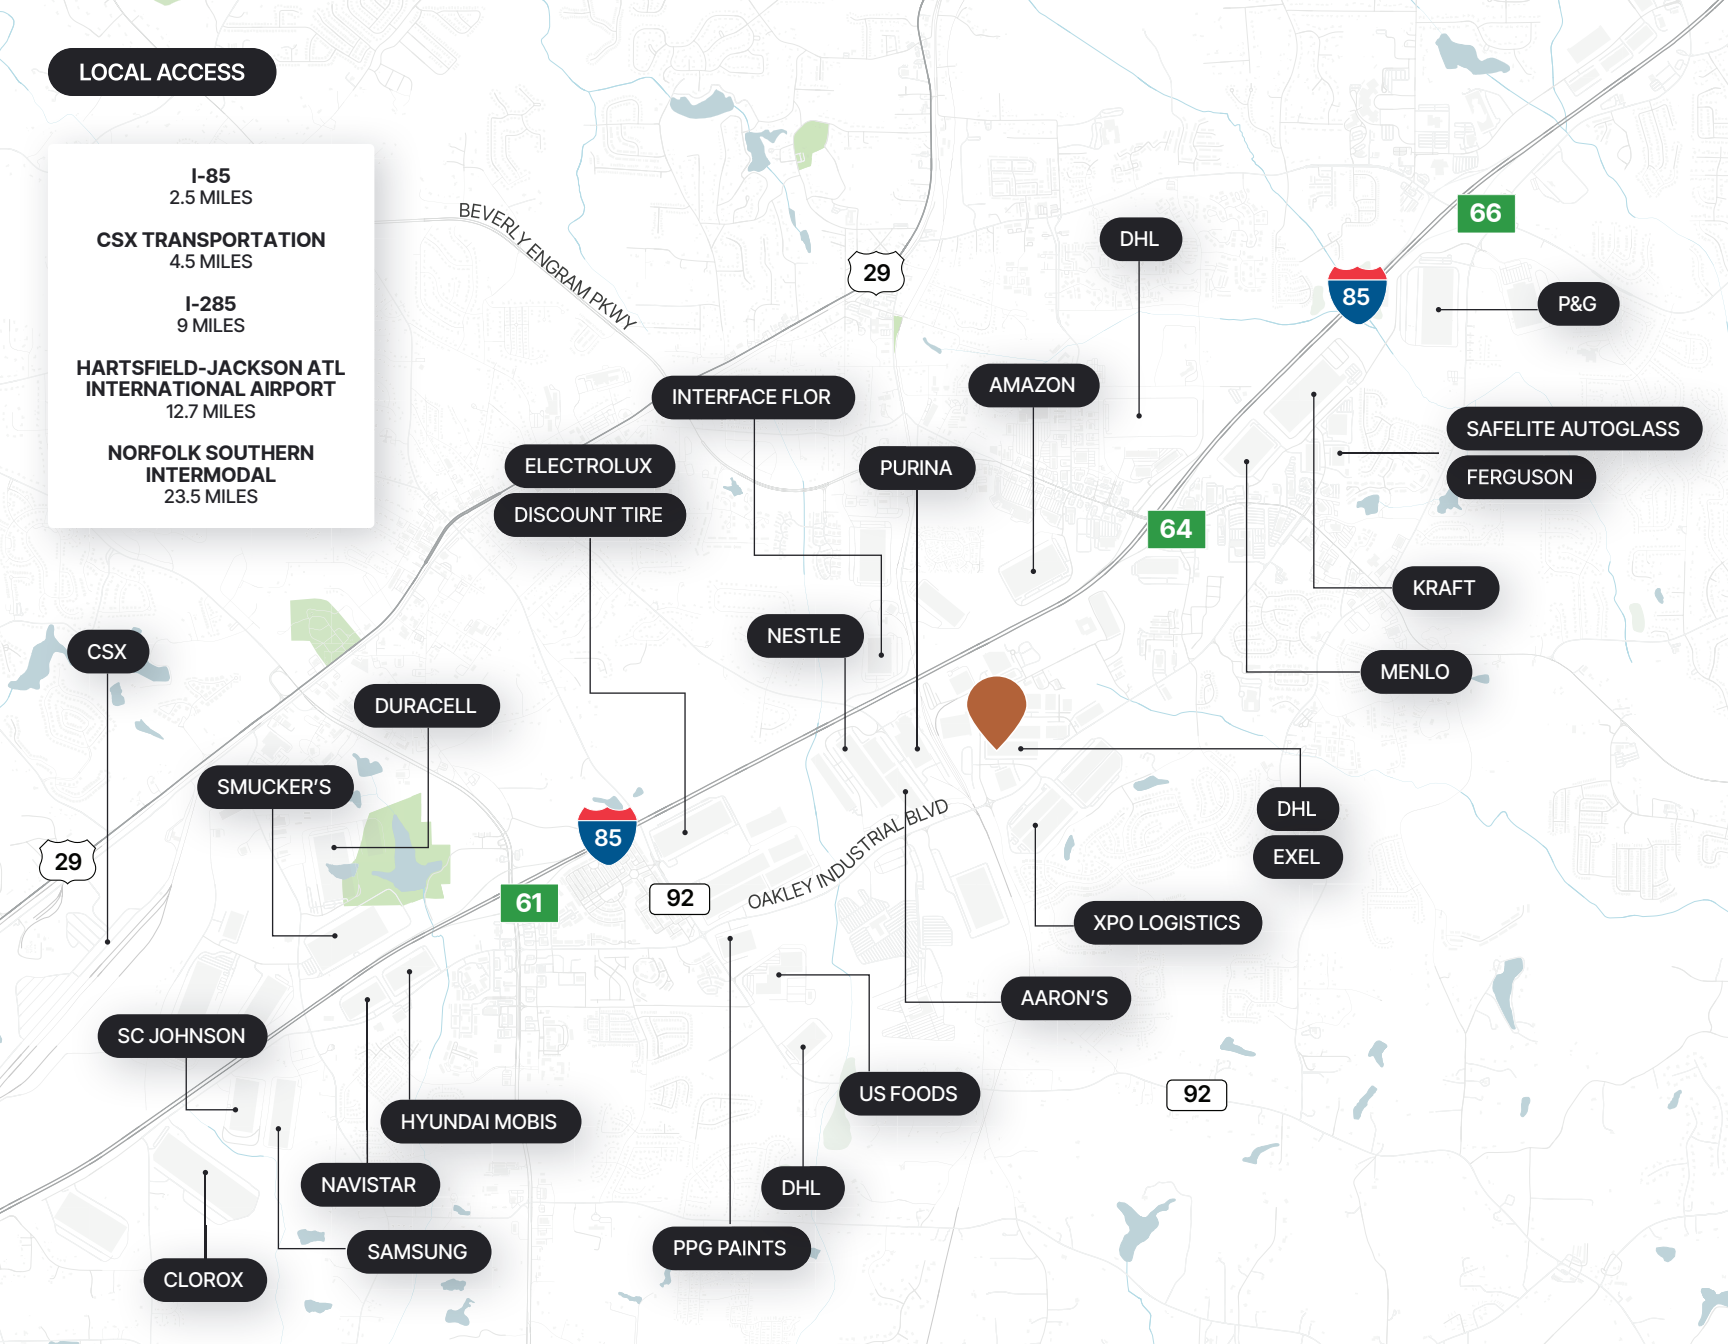 LOCAL ACCESS
I-85
2.5 MILES
CSX TRANSPORTATION
4.5 MILES
I-285
9 MILES
HARTSFIELD-JACKSON ATL
INTERNATIONAL AIRPORT
12.7 MILES
NORFOLK SOUTHERN
INTERMODAL
23.5 MILES
BEVERLY ENGRAM PKWY
66
DHL
29
85
P&G
INTERFACE FLOR
AMAZON
SAFELITE AUTOGLASS
ELECTROLUX
PURINA
FERGUSON
DISCOUNT TIRE
64
KRAFT
NESTLE
CSX
MENLO
DURACELL
SMUCKER'S
DHL
85
OAKLEY INDUSTRIAL BLVD
29
EXEL
61
92
XPO LOGISTICS
AARON'S
SC JOHNSON
US FOODS
92
HYUNDAI MOBIS
NAVISTAR
DHL
SAMSUNG
PPG PAINTS
CLOROX